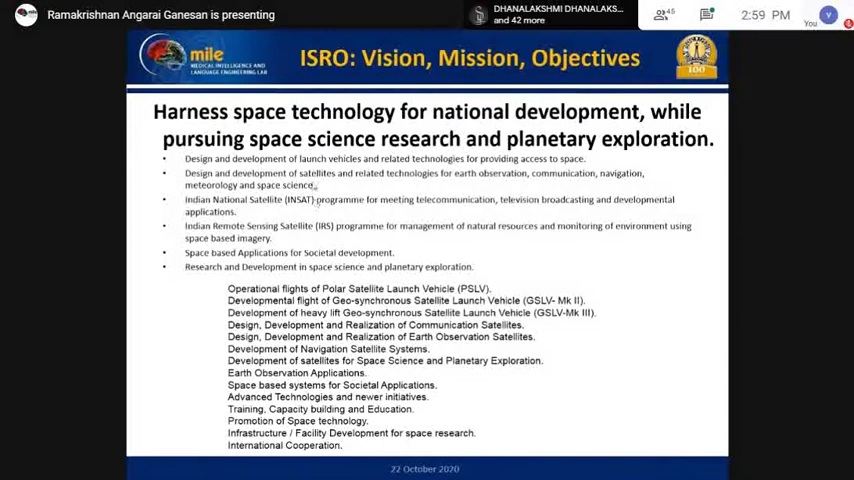 Ramakrishnan Angarai Ganesan is presenting
DHANALAKSHMI DHANALAKS...
and 42 more
45
2:59 PM
You
V
mile
MEDICAL INTELLIGENCE AND
LANGUAGE ENGINEERING LAB
ISRO: Vision, Mission, Objectives
100
Harness space technology for national development, while
pursuing space science research and planetary exploration.
• Design and development of launch vehicles and related technologies for providing access to space.
• Design and development of satellites and related technologies for earth observation, communication, navigation,
meteorology and space science.
• Indian National Satellite (INSAT) programme for meeting telecommunication, television broadcasting and developmental
applications.
• Indian Remote Sensing Satellite (IRS) programme for management of natural resources and monitoring of environment using
space based imagery.
• Space based Applications for Societal development.
• Research and Development in space science and planetary exploration.
Operational flights of Polar Satellite Launch Vehicle (PSLV).
Developmental flight of Geo-synchronous Satellite Launch Vehicle (GSLV- Mk II).
Development of heavy lift Geo-synchronous Satellite Launch Vehicle (GSLV-Mk III).
Design, Development and Realization of Communication Satellites.
Design, Development and Realization of Earth Observation Satellites.
Development of Navigation Satellite Systems.
Development of satellites for Space Science and Planetary Exploration.
Earth Observation Applications.
Space based systems for Societal Applications.
Advanced Technologies and newer initiatives.
Training, Capacity building and Education.
Promotion of Space technology.
Infrastructure / Facility Development for space research.
International Cooperation.
22 October 2020